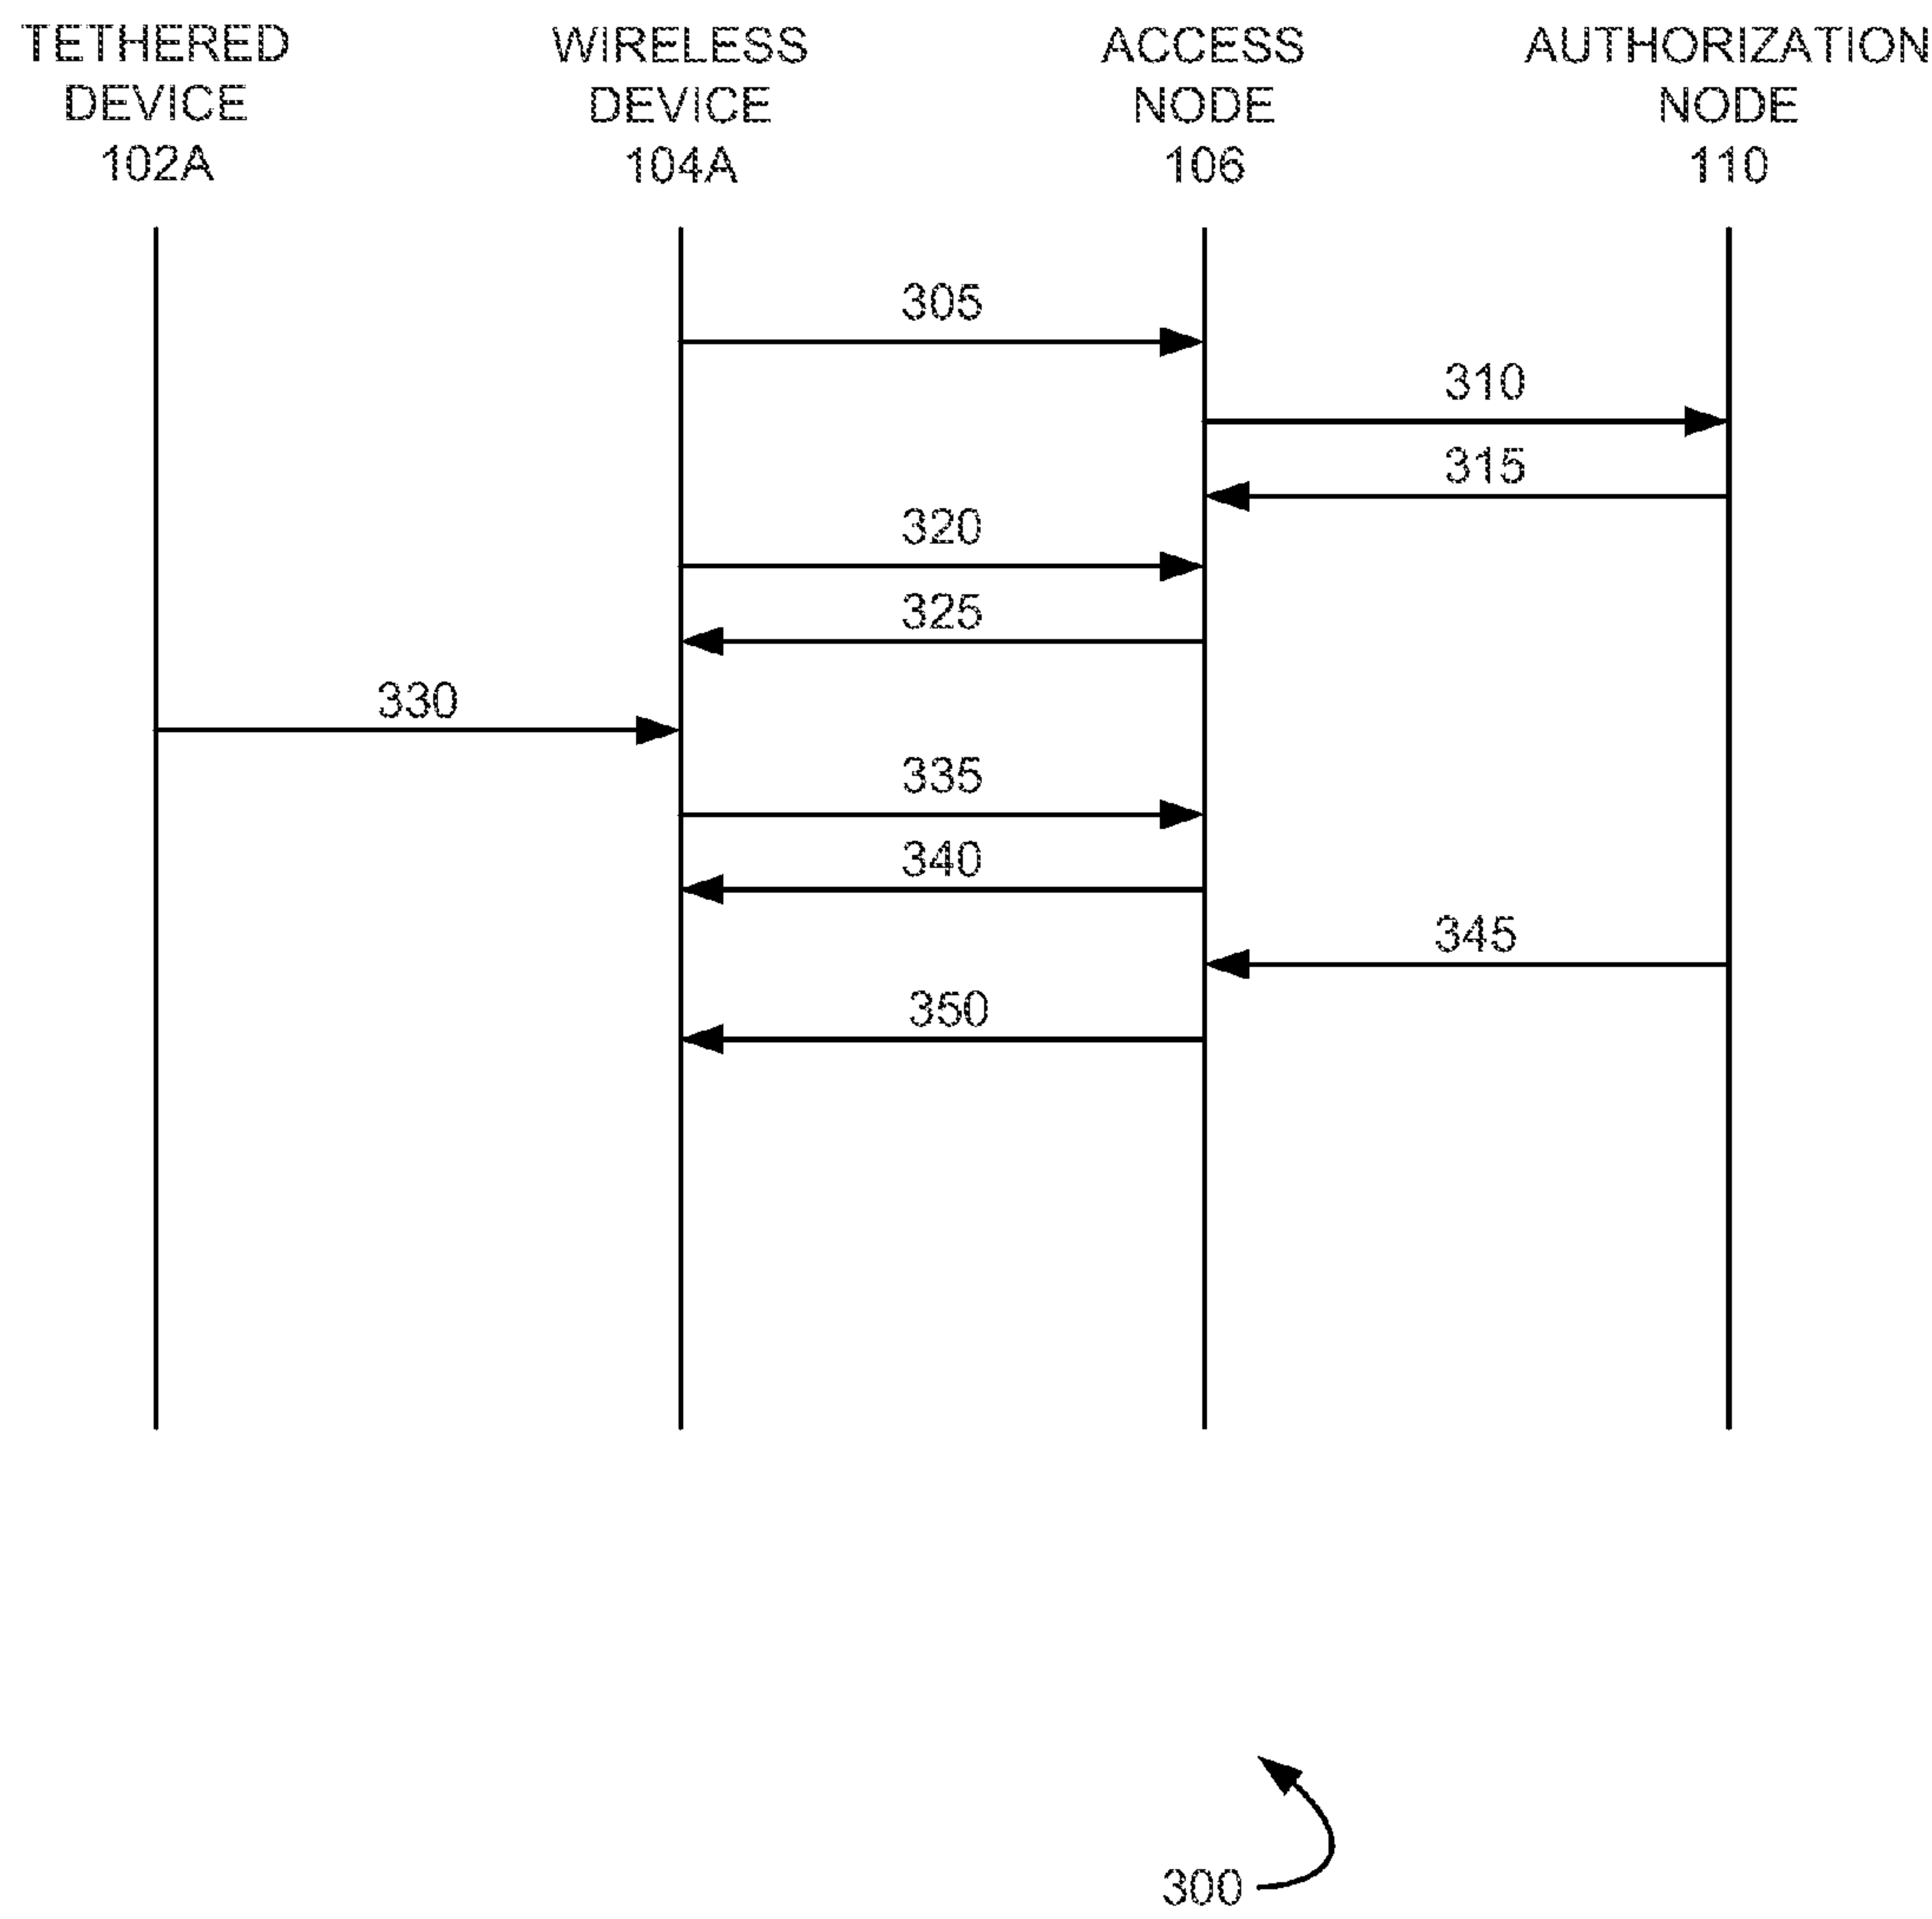 TETHERED
DEVICE
102A
WIRELESS
DEVICE
104A
ACCESS
NODE
106
AUTHORIZATION
NODE
110
305
310
315
320
325
330
335
340
345
350
300